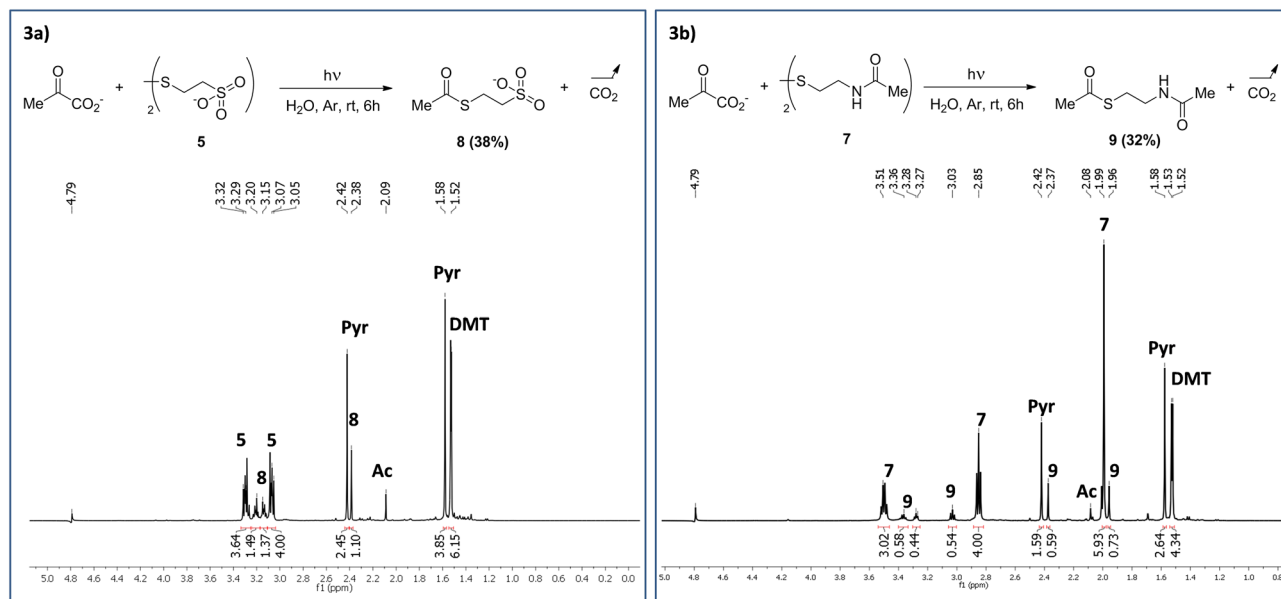 3a)
O
Me
CO₂⁻
+
2
S
O
S
⁻O
O
5
hν
H₂O, Ar, rt, 6h
O
Me
S
O
⁻O
S
O
8 (38%)
+
CO₂
4.79
3.32
3.29
3.20
3.15
3.07
3.05
2.42
2.38
2.09
1.58
1.52
Pyr
DMT
Pyr
8
5
5
8
Ac
3.64
1.49
1.37
4.00
2.45
1.10
3.85
6.15
5.0 4.8 4.6 4.4 4.2 4.0 3.8 3.6 3.4 3.2 3.0 2.8 2.6 2.4 2.2 2.0 1.8 1.6 1.4 1.2 1.0 0.8 0.6 0.4 0.2 0.0
f1 (ppm)
3b)
O
Me
CO₂⁻
+
2
S
N
H
O
Me
7
hν
H₂O, Ar, rt, 6h
O
Me
S
H
N
Me
O
9 (32%)
+
CO₂
4.79
3.51
3.36
3.28
3.27
3.03
2.85
2.42
2.37
2.08
1.99
1.96
1.58
1.53
1.52
7
Pyr
DMT
7
Pyr
9
9
7
9
9
Ac
3.02
0.58
0.44
0.54
4.00
1.59
0.59
5.93
0.73
2.64
4.34
5.0 4.8 4.6 4.4 4.2 4.0 3.8 3.6 3.4 3.2 3.0 2.8 2.6 2.4 2.2 2.0 1.8 1.6 1.4 1.2 1.0 0.8
f1 (ppm)